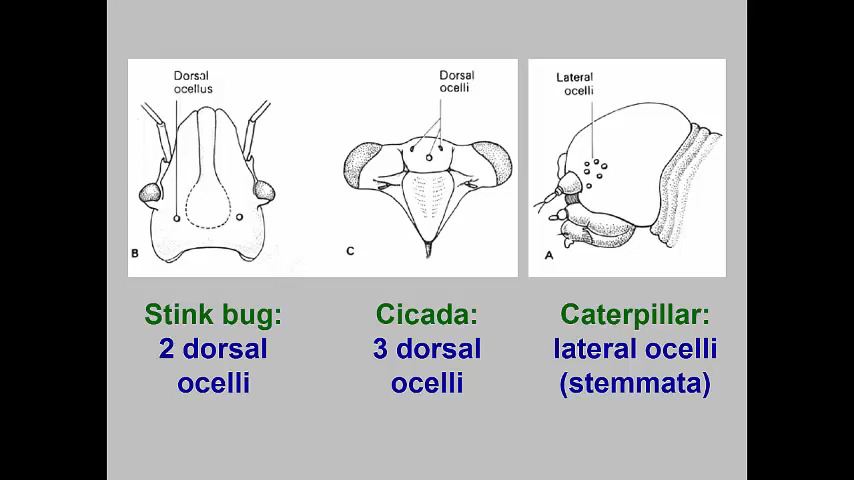 Dorsal
ocellus
B
Dorsal
ocelli
C
Lateral
ocelli
A
Stink bug:
2 dorsal
ocelli
Cicada:
3 dorsal
ocelli
Caterpillar:
lateral ocelli
(stemmata)